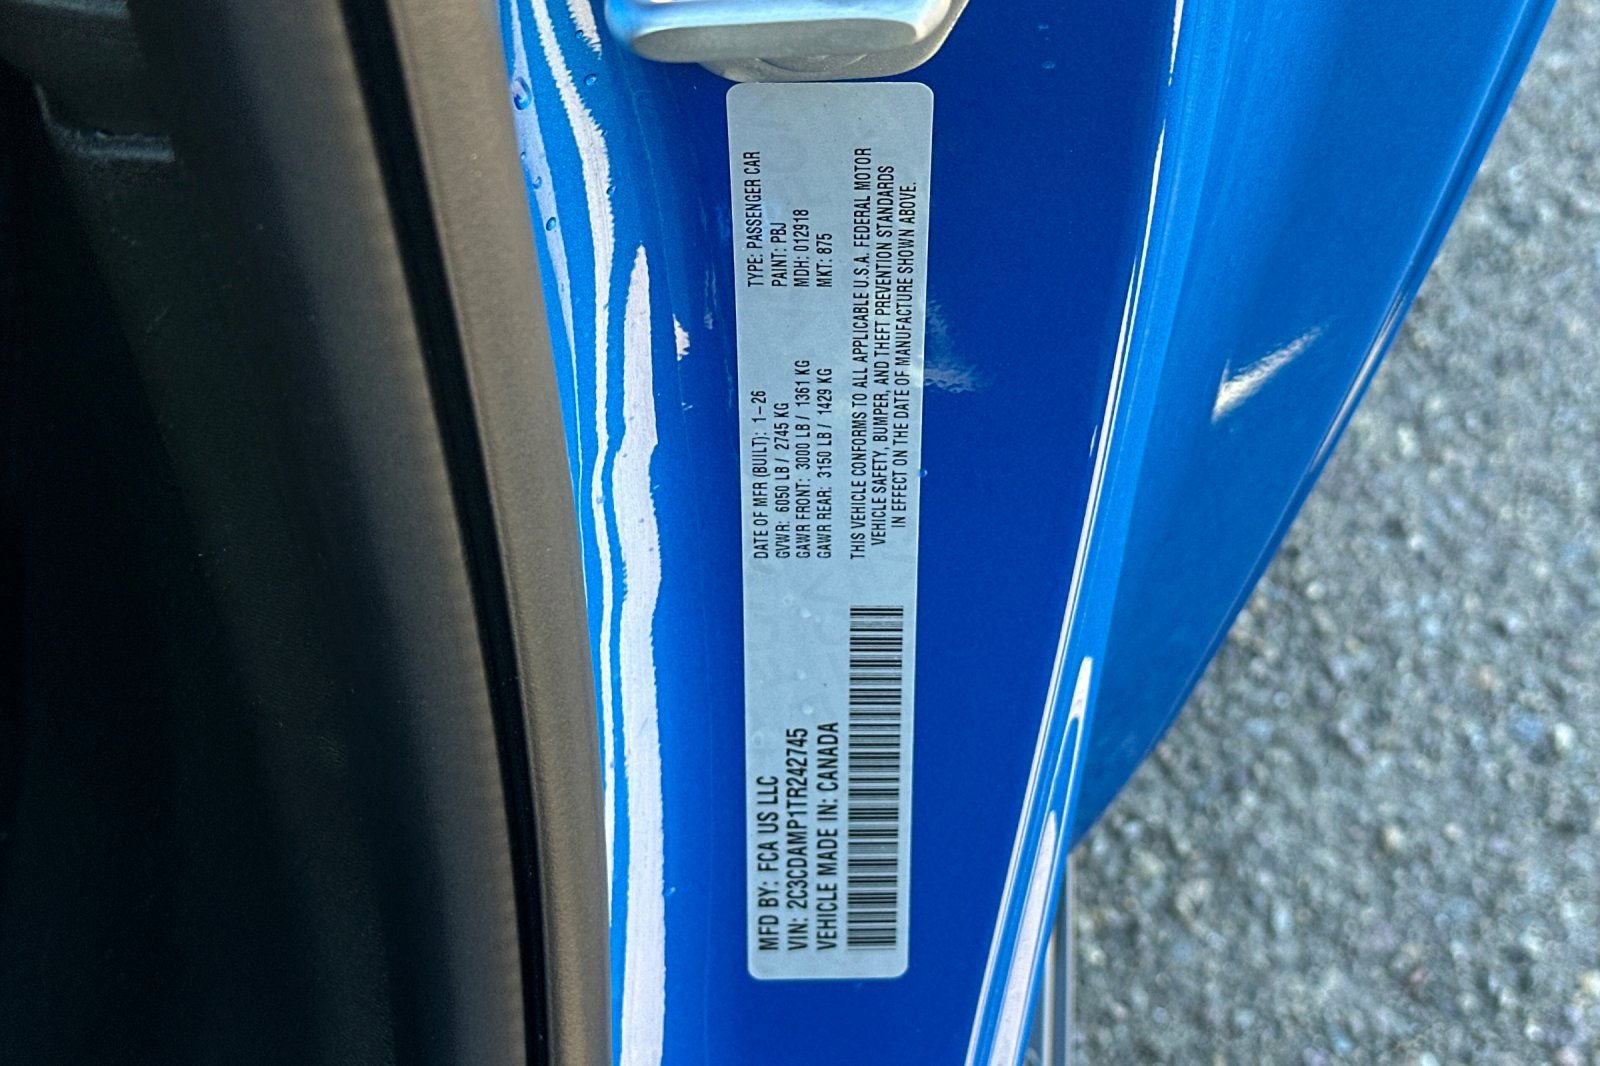 MFD BY: FCA US LLC
VIN: 2C3CDAMP1TR242745
VEHICLE MADE IN: CANADA
DATE OF MFR (BUILT): 1-26
GVWR: 6050 LB / 2745 KG
GAWR FRONT: 3000 LB / 1361 KG
GAWR REAR: 3150 LB / 1429 KG
TYPE: PASSENGER CAR
PAINT: PBJ
MDH: 012918
MKT: 875
THIS VEHICLE CONFORMS TO ALL APPLICABLE U.S.A. FEDERAL MOTOR
VEHICLE SAFETY, BUMPER, AND THEFT PREVENTION STANDARDS
IN EFFECT ON THE DATE OF MANUFACTURE SHOWN ABOVE.